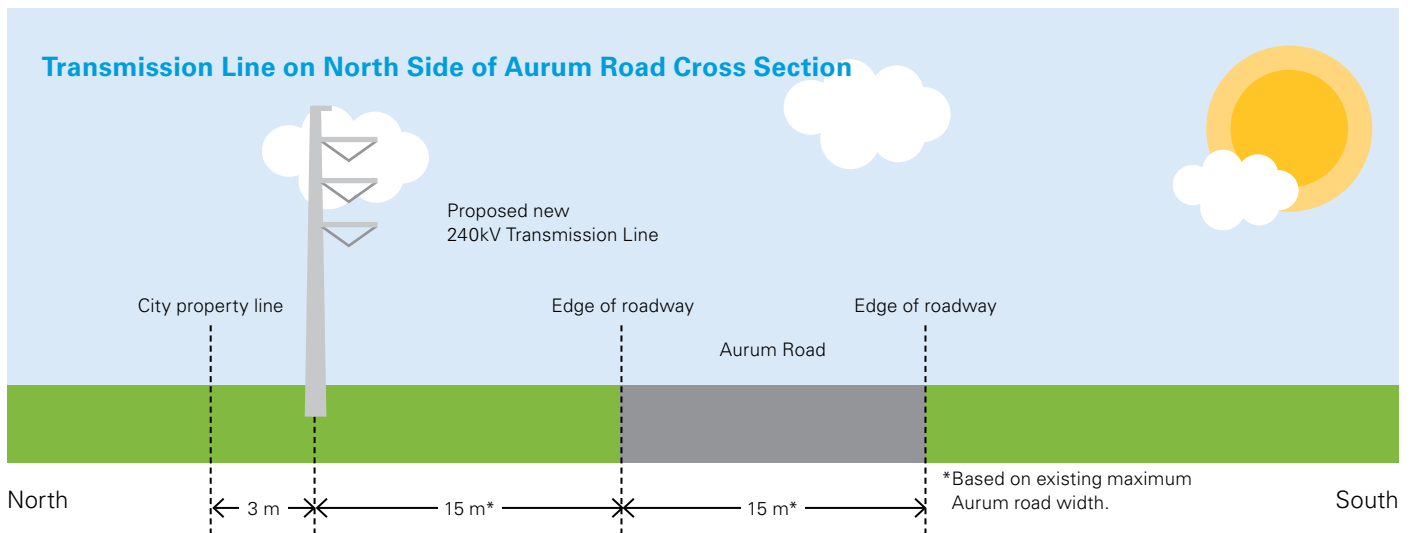 Transmission Line on North Side of Aurum Road Cross Section
Proposed new
240kV Transmission Line
City property line
Edge of roadway
Edge of roadway
Aurum Road
North
3 m
15 m*
15 m*
*Based on existing maximum
Aurum road width.
South